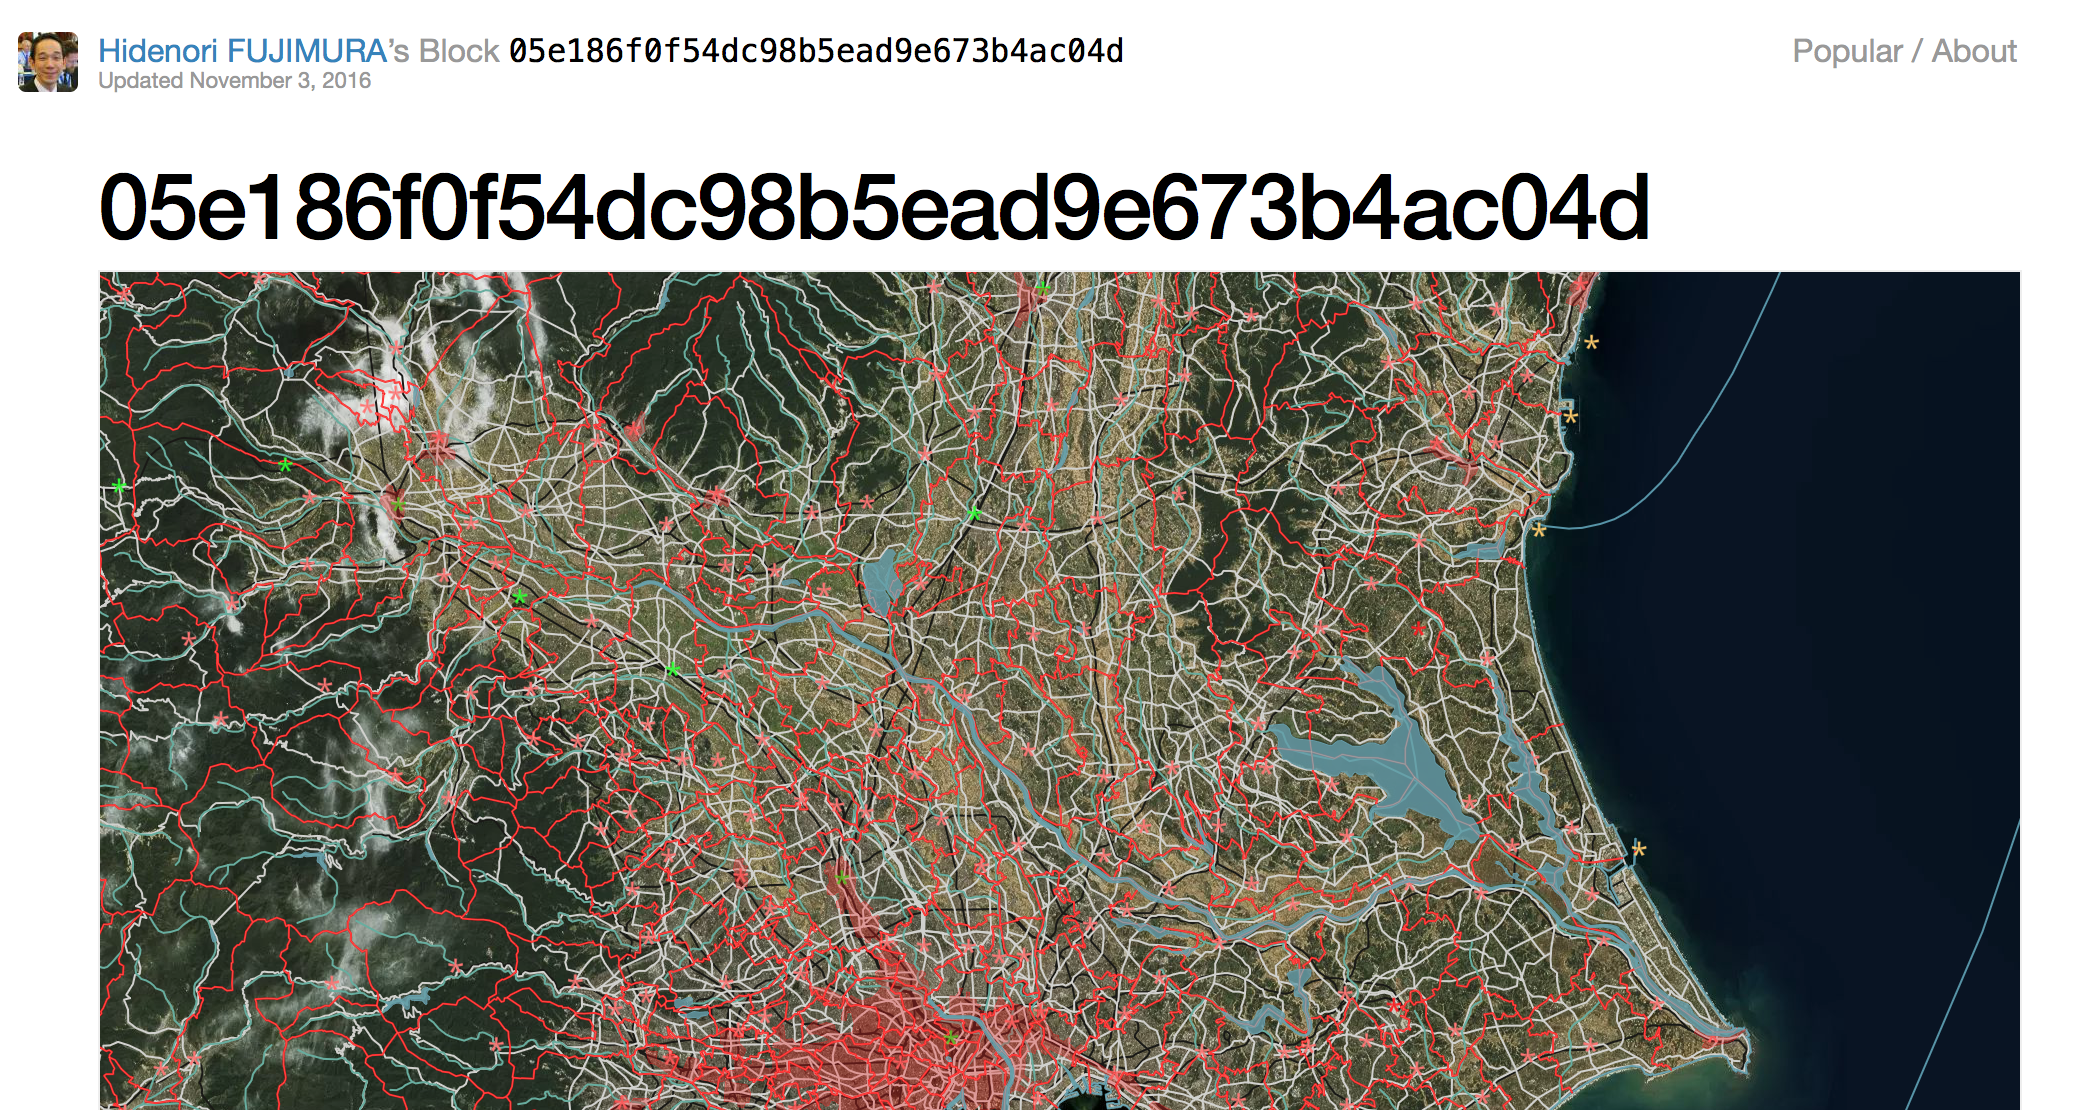 Hidenori FUJIMURA's Block 05e186f0f54dc98b5ead9e673b4ac04d
Popular / About
Updated November 3, 2016
05e186f0f54dc98b5ead9e673b4ac04d